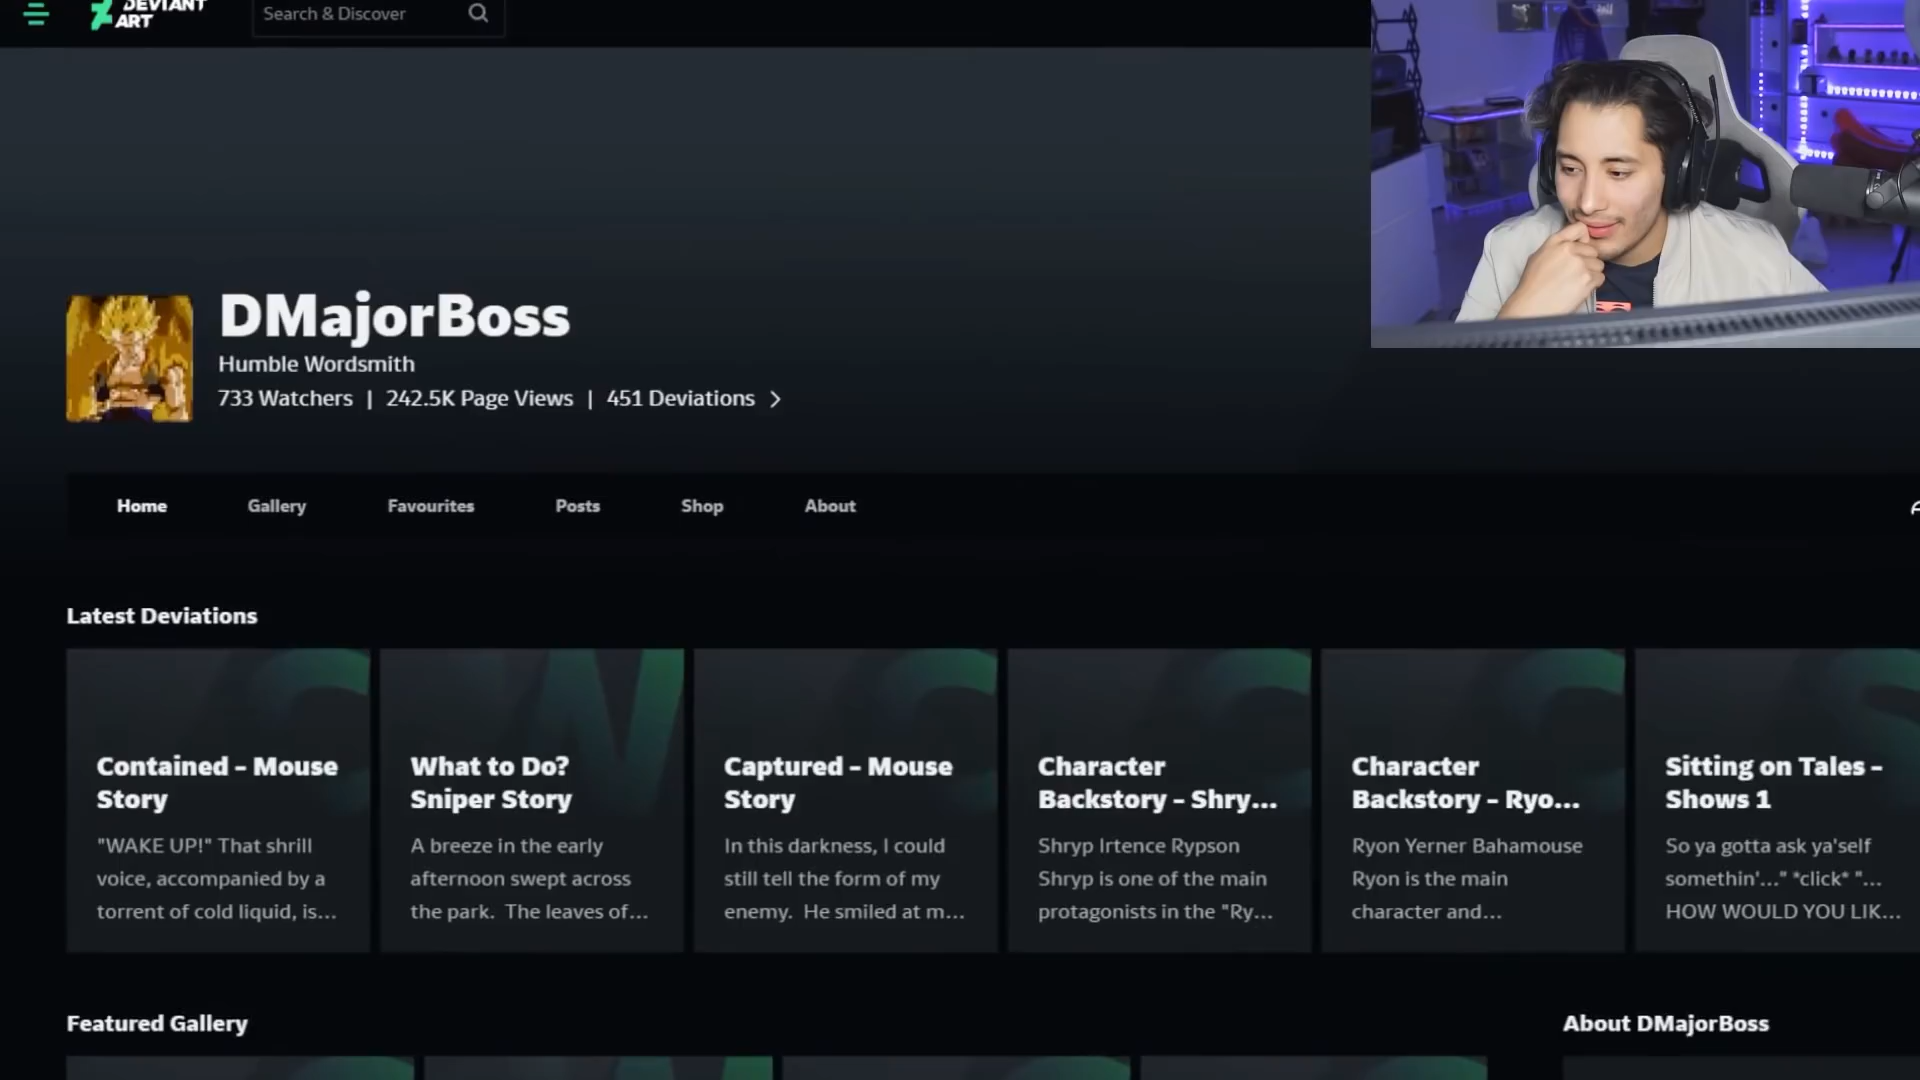 DEVIANT
ART
Search & Discover
DMajorBoss
Humble Wordsmith
733 Watchers | 242.5K Page Views | 451 Deviations
Home
Gallery
Favourites
Posts
Shop
About
Latest Deviations
Contained - Mouse
Story
"WAKE UP!" That shrill
voice, accompanied by a
torrent of cold liquid, is...
What to Do?
Sniper Story
A breeze in the early
afternoon swept across
the park. The leaves of...
Captured - Mouse
Story
In this darkness, I could
still tell the form of my
enemy. He smiled at m...
Character
Backstory - Shry...
Shryp Irtence Rypson
Shryp is one of the main
protagonists in the "Ry...
Character
Backstory - Ryo...
Ryon Yerner Bahamouse
Ryon is the main
character and...
Sitting on Tales -
Shows 1
So ya gotta ask ya'self
somethin'..." *click* "...
HOW WOULD YOU LIK...
Featured Gallery
About DMajorBoss